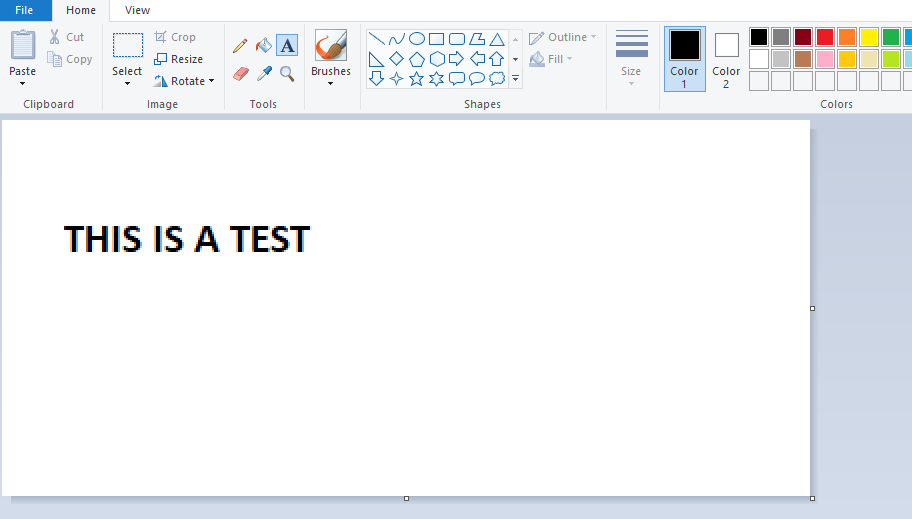 File Home View
Cut
Copy
Paste
Clipboard
Select
Crop
Resize
Rotate
Image
A
Tools
Brushes
Shapes
Outline
Fill
Size
Color 1
Color 2
Colors
THIS IS A TEST